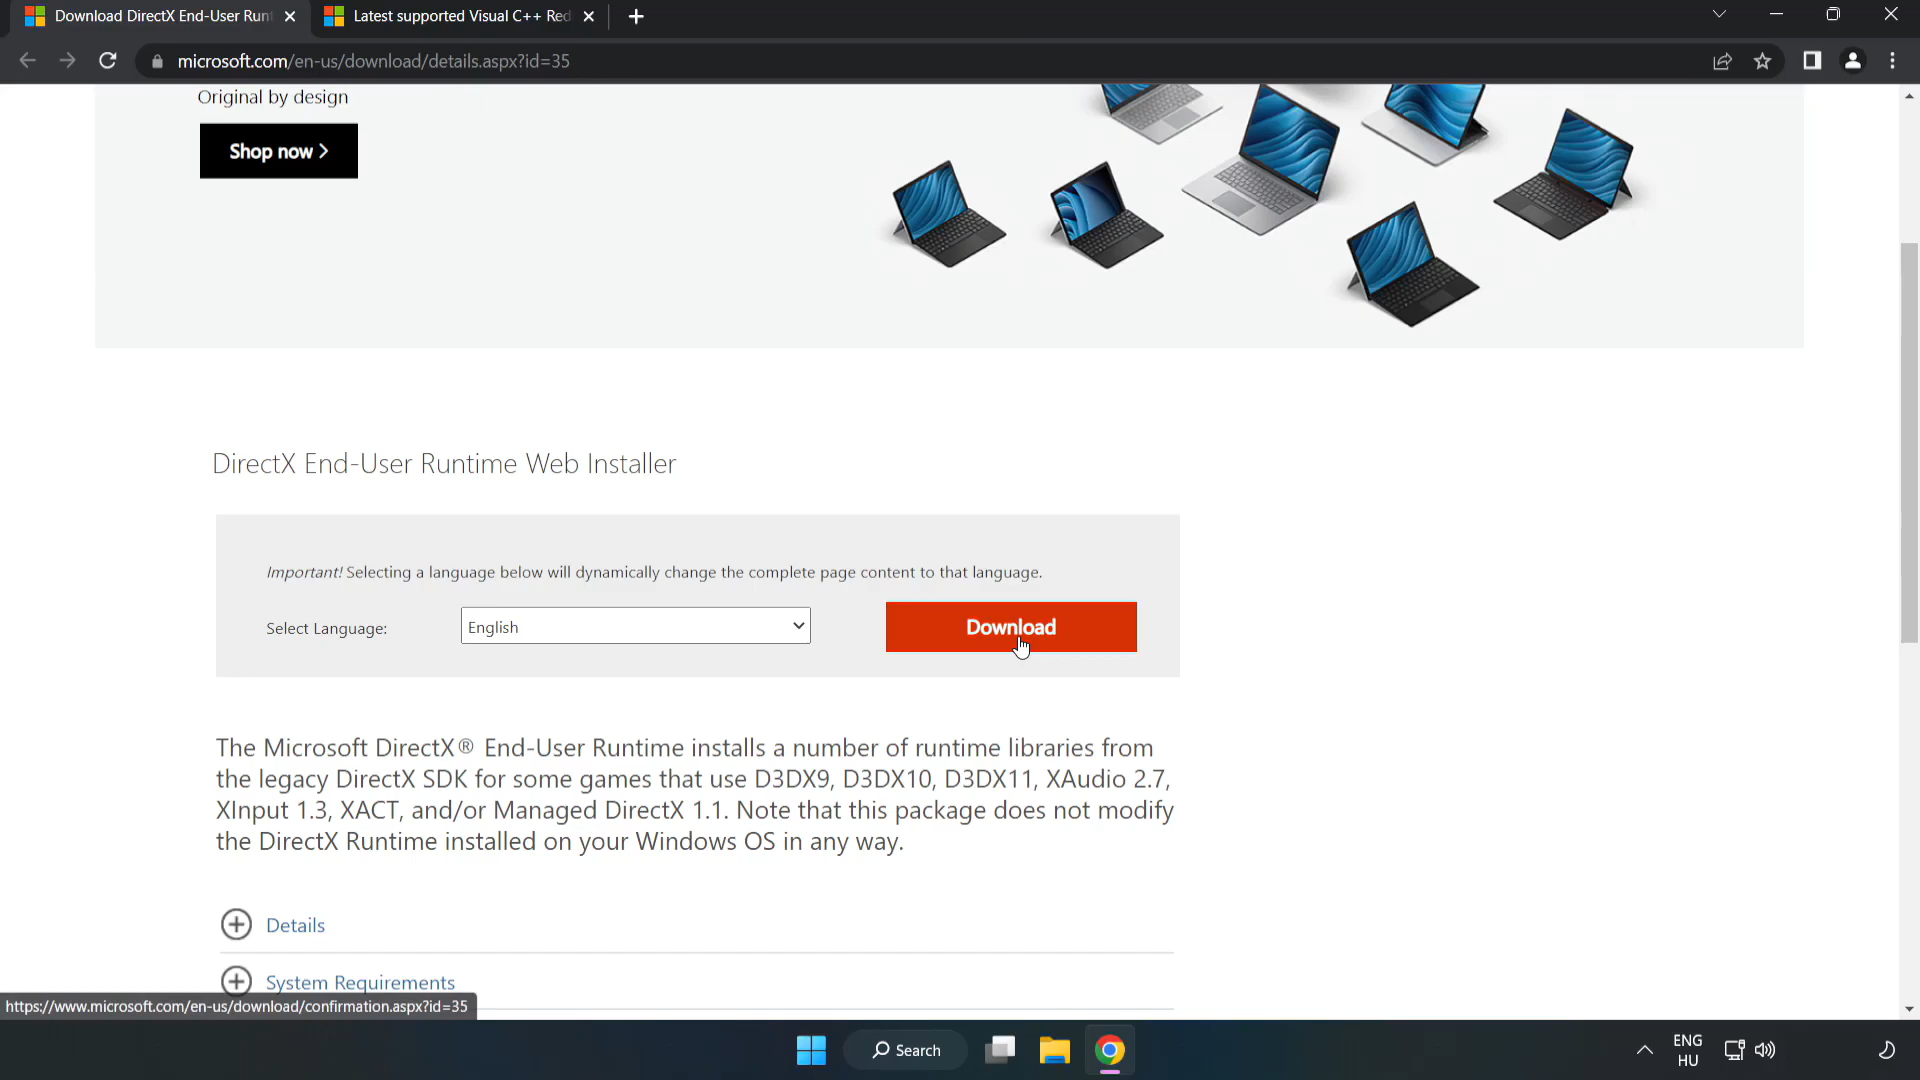 Download DirectX End-User Runt
Latest supported Visual C++ Red
microsoft.com/en-us/download/details.aspx?id=35
Original by design
Shop now >
DirectX End-User Runtime Web Installer
Important! Selecting a language below will dynamically change the complete page content to that language.
Select Language:
English
Download
The Microsoft DirectX® End-User Runtime installs a number of runtime libraries from
the legacy DirectX SDK for some games that use D3DX9, D3DX10, D3DX11, XAudio 2.7,
XInput 1.3, XACT, and/or Managed DirectX 1.1. Note that this package does not modify
the DirectX Runtime installed on your Windows OS in any way.
Details
System Requirements
https://www.microsoft.com/en-us/download/confirmation.aspx?id=35
Search
ENG
HU